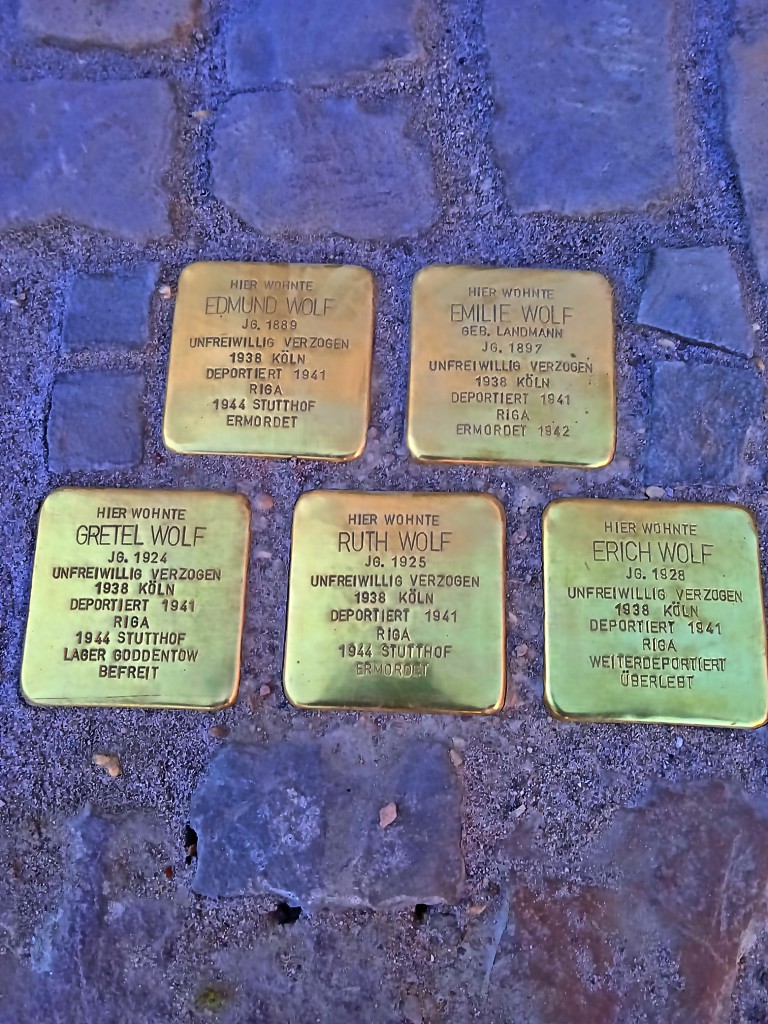 HIER WOHNTE
EDMUND WOLF
JG. 1889
UNFREIWILLIG VERZOGEN
1938 KÖLN
DEPORTIERT 1941
RIGA
1944 STUTTHOF
ERMORDET
HIER WOHNTE
EMILIE WOLF
GEB. LANDMANN
JG. 1897
UNFREIWILLIG VERZOGEN
1938 KÖLN
DEPORTIERT 1941
RIGA
ERMORDET 1942
HIER WOHNTE
GRETEL WOLF
JG. 1924
UNFREIWILLIG VERZOGEN
1938 KÖLN
DEPORTIERT 1941
RIGA
1944 STUTTHOF
LAGER GODDENTOW
BEFREIT
HIER WOHNTE
RUTH WOLF
JG. 1925
UNFREIWILLIG VERZOGEN
1938 KÖLN
DEPORTIERT 1941
RIGA
1944 STUTTHOF
ERMORDET
HIER WOHNTE
ERICH WOLF
JG. 1928
UNFREIWILLIG VERZOGEN
1938 KÖLN
DEPORTIERT 1941
RIGA
WEITERDEPORTIERT
ÜBERLEBT